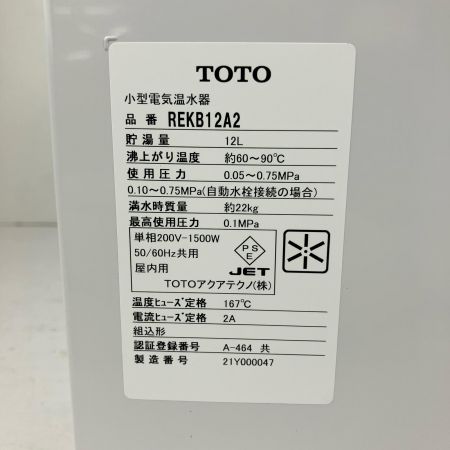 TOTO
小型電気温水器
品番 REKB12A2
貯湯量 12L
沸上がり温度 約60〜90℃
使用圧力 0.05〜0.75MPa
0.10〜0.75MPa(自動水栓接続の場合)
満水時質量 約22kg
最高使用圧力 0.1MPa
単相200V-1500W
50/60Hz共用
屋内用
PSE
JET
TOTOアクアテクノ(株)
温度ヒューズ定格 167℃
電流ヒューズ定格 2A
組込形
認証登録番号 A-464 共
製造番号 21Y000047